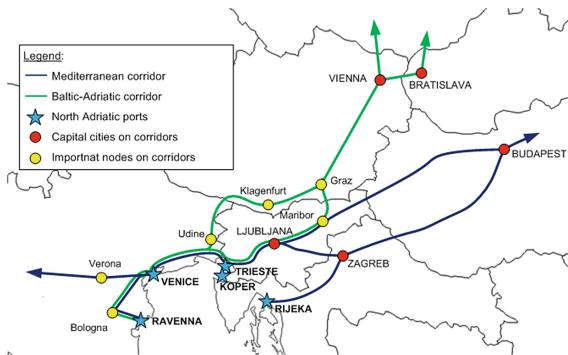 Legend:
Mediterranean corridor
Baltic-Adriatic corridor
North Adriatic ports
Capital cities on corridors
Importnat nodes on corridors
VIENNA
BRATISLAVA
BUDAPEST
Graz
Klagenfurt
Maribor
LJUBLJANA
Udine
ZAGREB
Verona
TRIESTE
VENICE
KOPER
RIJEKA
Bologna
RAVENNA